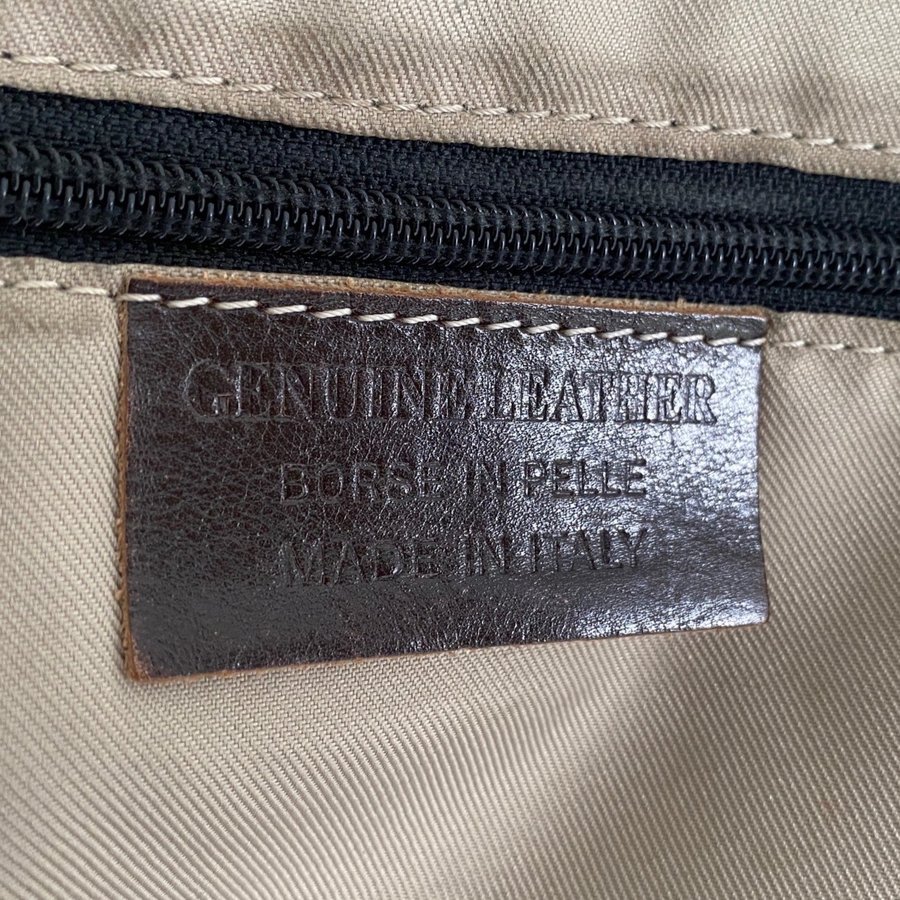 GENUINE LEATHER
BORSE IN PELLE
MADE IN ITALY